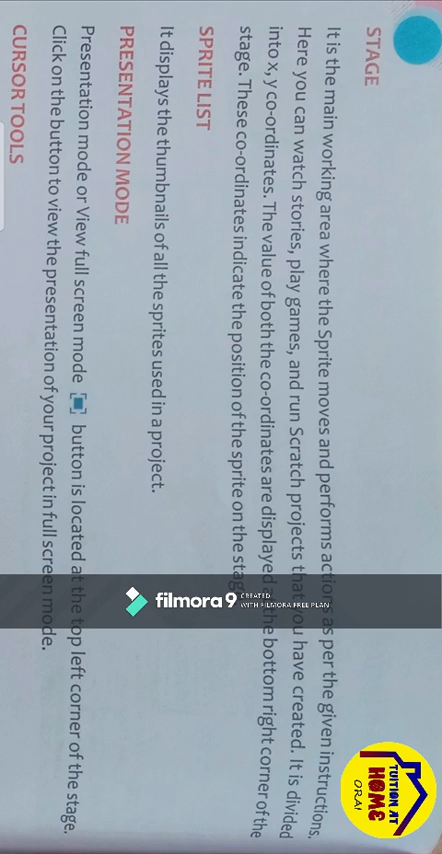 STAGE
It is the main working area where the Sprite moves and performs actions as per the given instructions.
Here you can watch stories, play games, and run Scratch projects that you have created. It is divided
into x, y co-ordinates. The value of both the co-ordinates are displayed at the bottom right corner of the
stage. These co-ordinates indicate the position of the sprite on the stage.
SPRITE LIST
It displays the thumbnails of all the sprites used in a project.
PRESENTATION MODE
Presentation mode or View full screen mode button is located at the top left corner of the stage.
Click on the button to view the presentation of your project in full screen mode.
CURSOR TOOLS
filmora9
CREATED
WITH FILMORA FREE PLAN
TUITION AT
HOME
ORAI